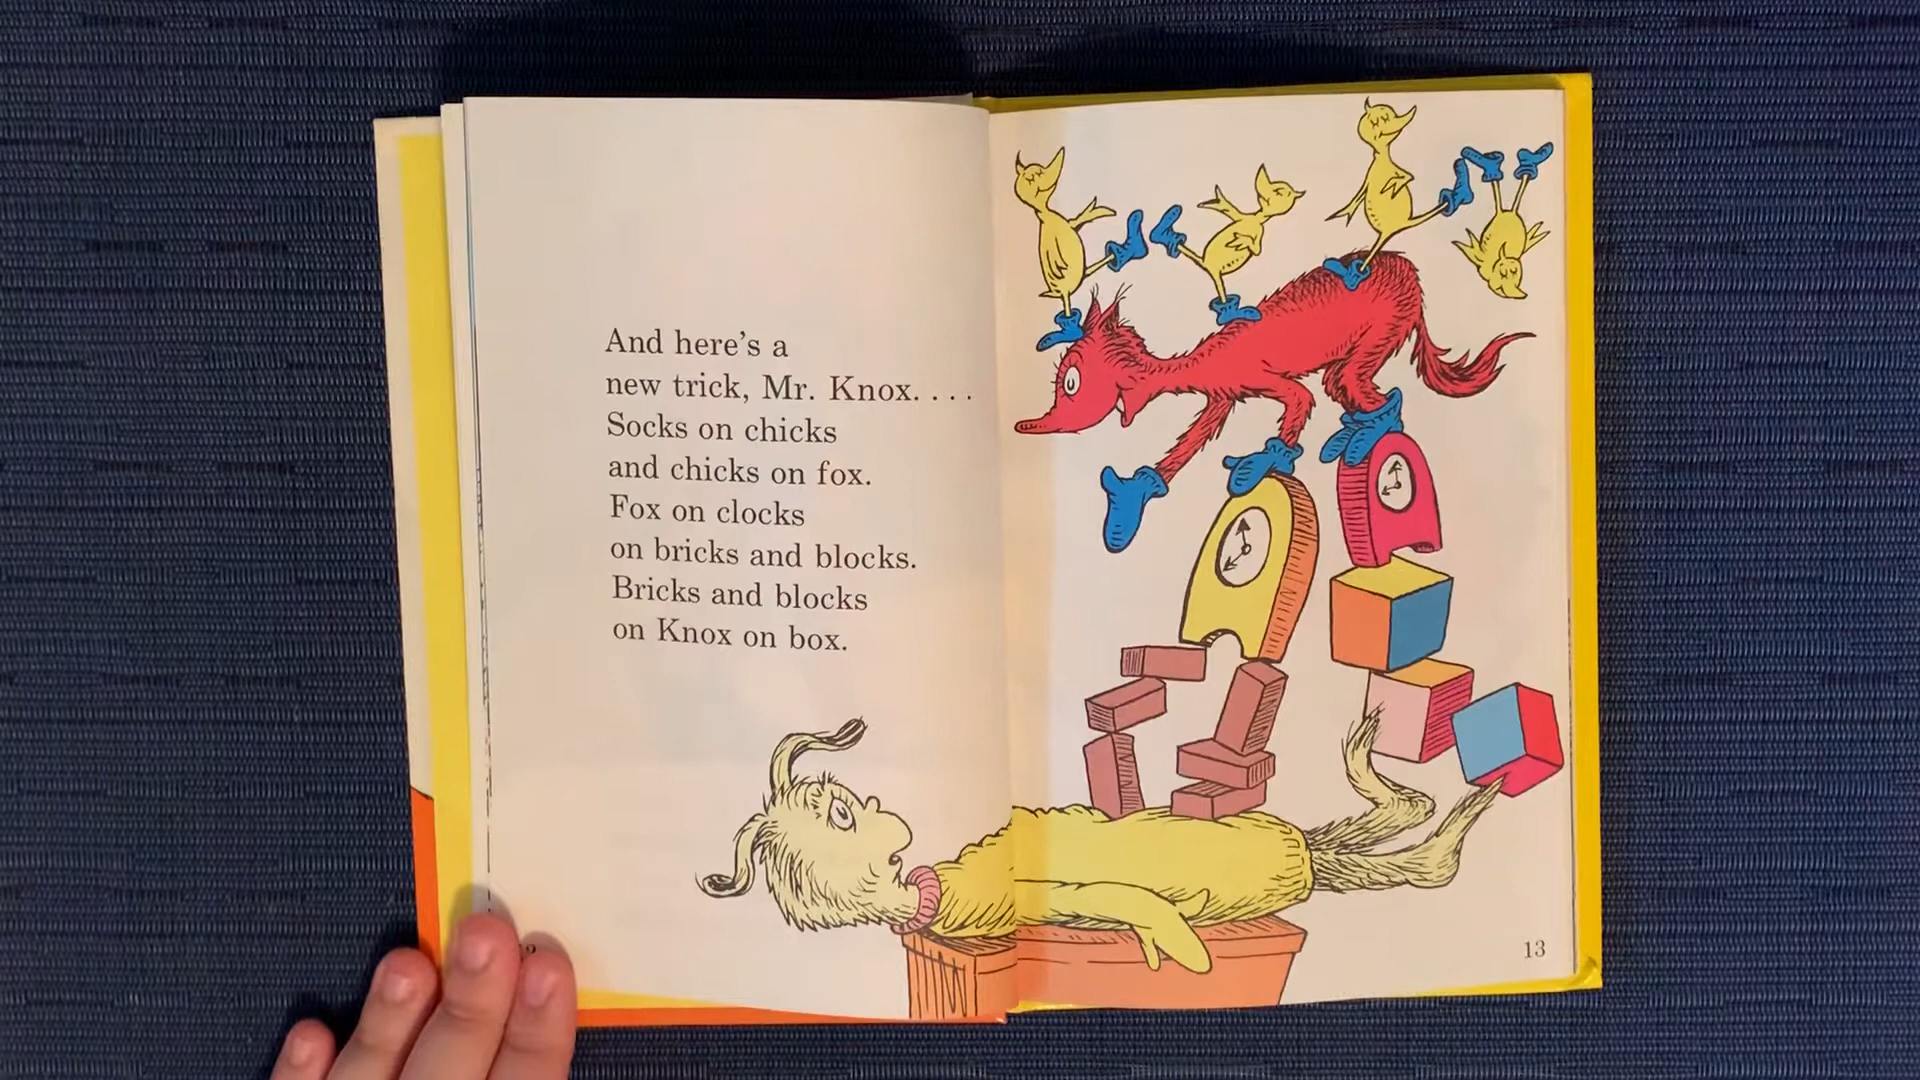 And here's a
new trick, Mr. Knox. . . .
Socks on chicks
and chicks on fox.
Fox on clocks
on bricks and blocks.
Bricks and blocks
on Knox on box.
13